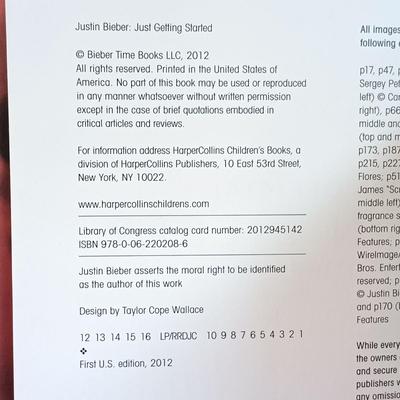 Justin Bieber: Just Getting Started
© Bieber Time Books LLC, 2012
All rights reserved. Printed in the United States of
America. No part of this book may be used or reproduced
in any manner whatsoever without written permission
except in the case of brief quotations embodied in
critical articles and reviews.
For information address HarperCollins Children's Books, a
division of HarperCollins Publishers, 10 East 53rd Street,
New York, NY 10022.
www.harpercollinschildrens.com
Library of Congress catalog card number: 2012945142
ISBN 978-0-06-220208-6
Justin Bieber asserts the moral right to be identified
as the author of this work
Design by Taylor Cope Wallace
12 13 14 15 16 LP/RRDJC 10 9 8 7 6 5 4 3 2 1
❖
First U.S. edition, 2012
All images
following
p17, p47,
Sergey
left) ©
right), p66
middle
(top and
p173, p187
p215, p227
Flores; p51
James
middle left)
fragrance
(bottom
Features; p
WireImage/
Bros.
reserved; p
© Justin
and p170
Features
While every
the owners
and secure
publishers
any